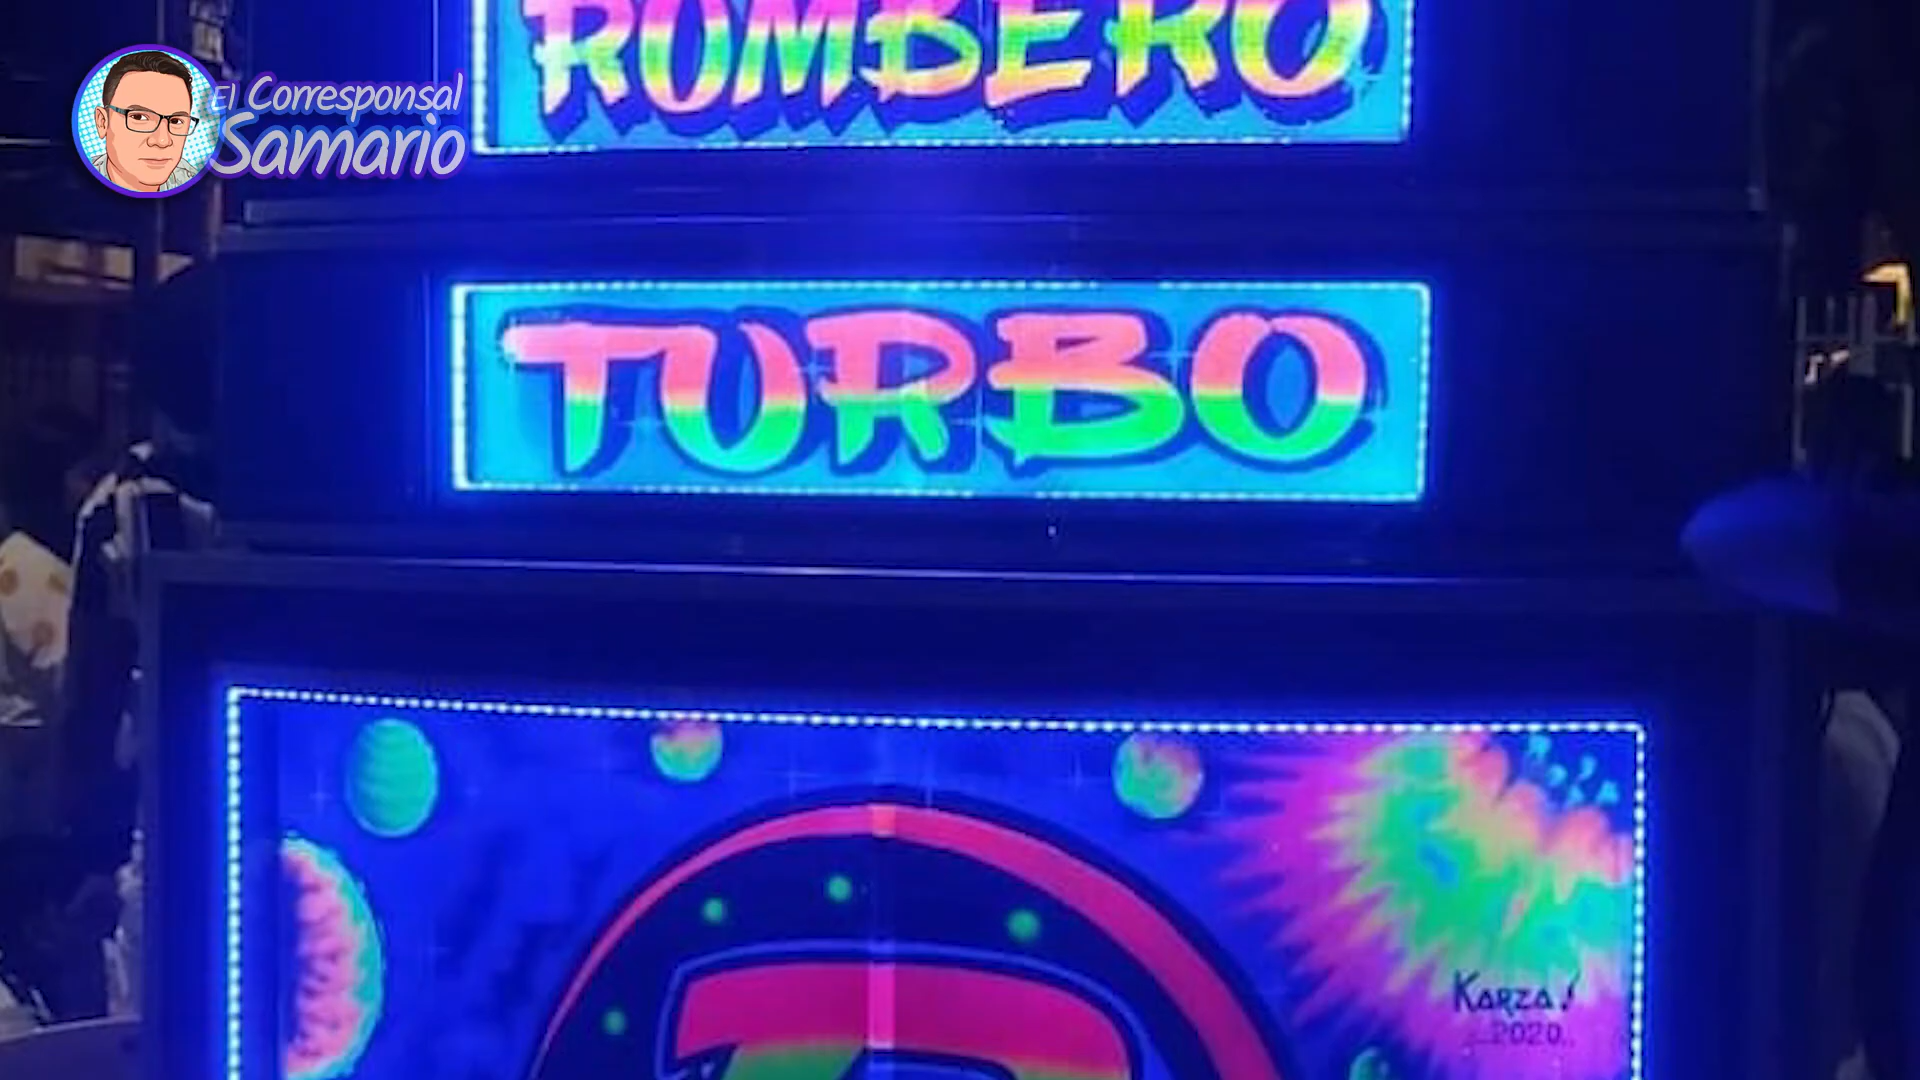 El Corresponsal
Samario
ROMBERO
TURBO
KARZA!
2020